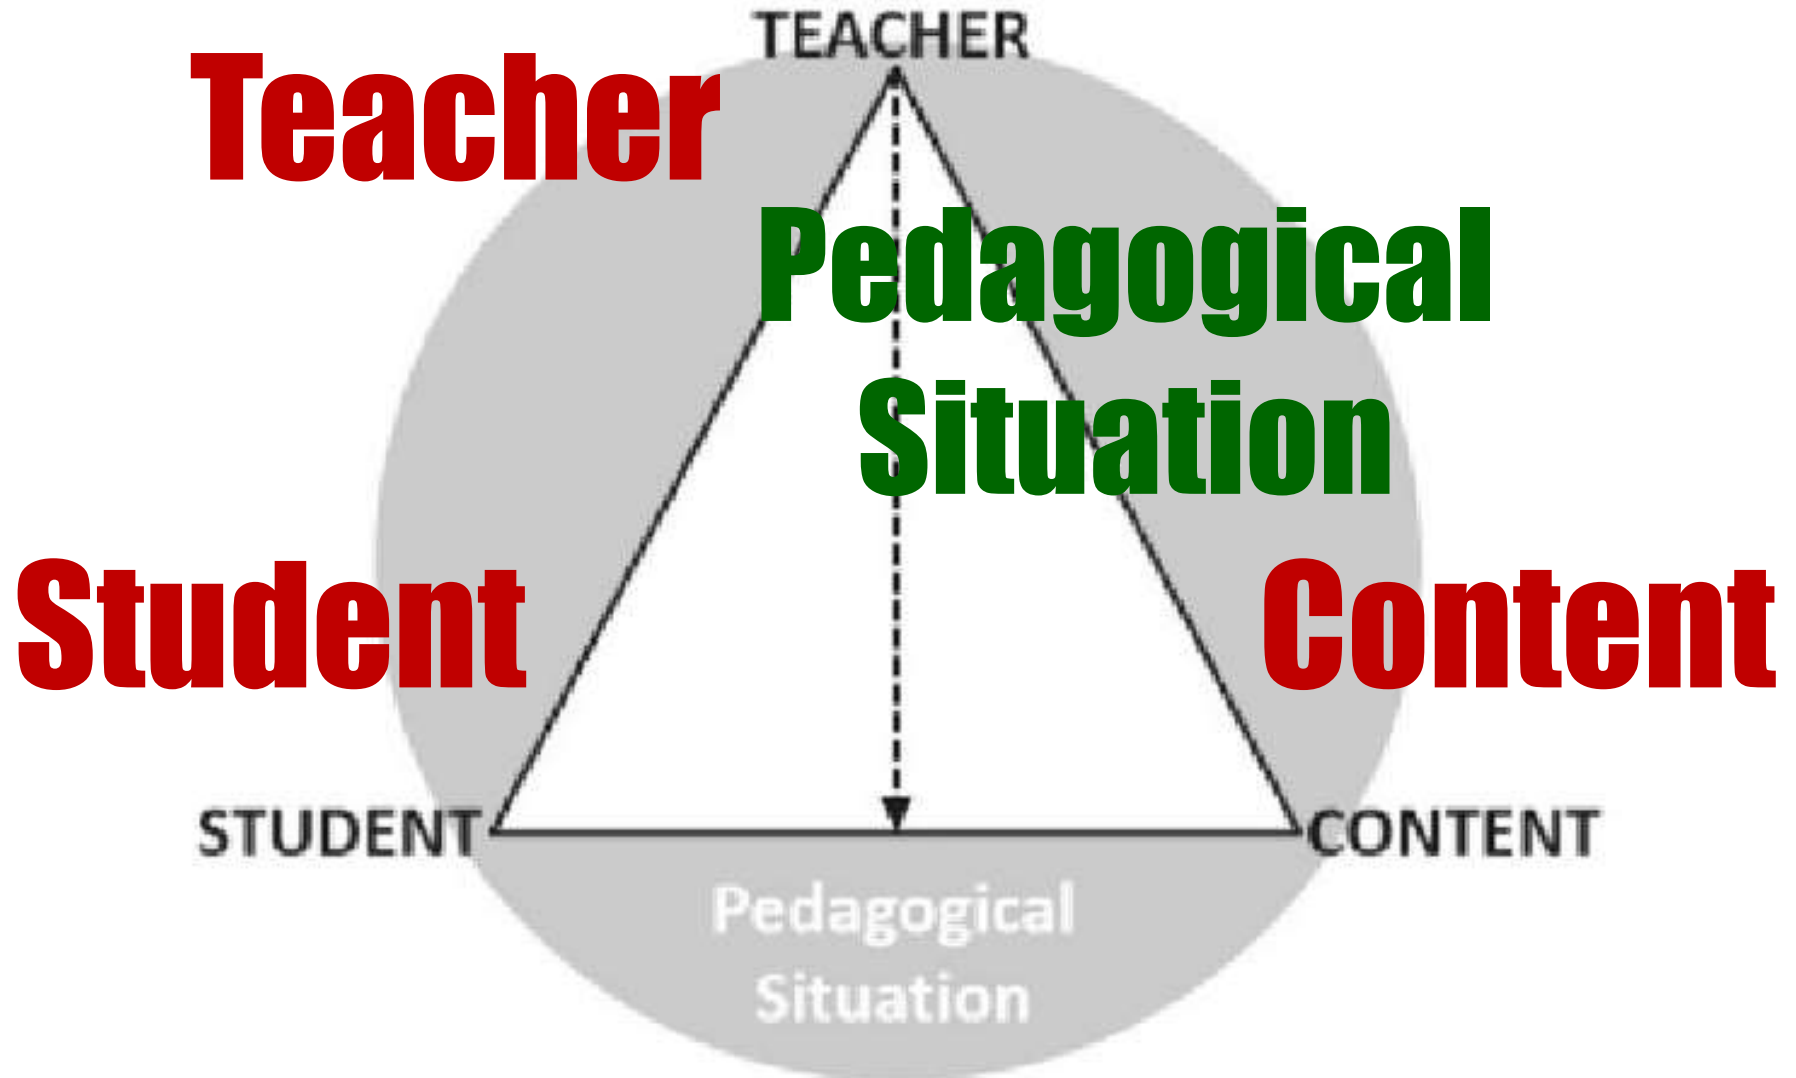 TEACHER
Teacher
Pedagogical
Situation
Student
Content
STUDENT
CONTENT
Pedagogical
Situation